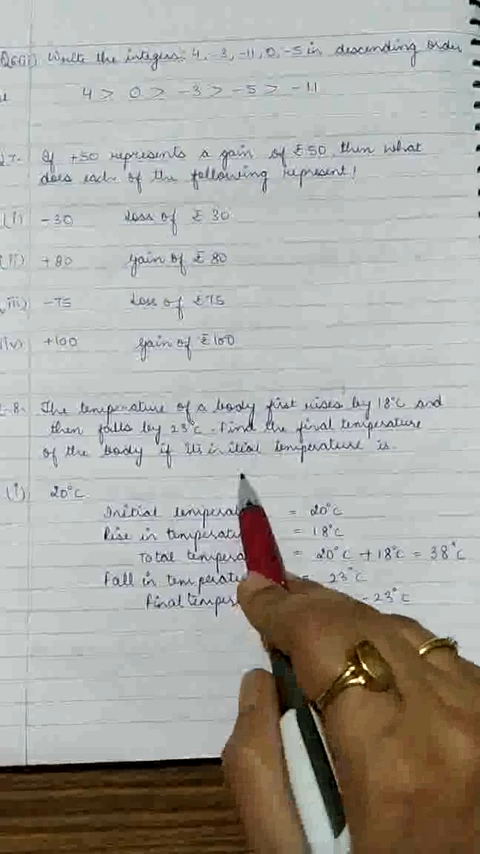 Q6(ii) Write the integers: 4, -3, -11, 0, -5 in descending order
4 > 0 > -3 > -5 > -11
Q7. If +50 represents a gain of ₹50, then what
does each of the following represent!
(i) -30 Loss of ₹ 30
(ii) +80 gain of ₹ 80
(iii) -75 Loss of ₹75
(iv) +100 gain of ₹100
8. The temperature of a body first rises by 18°C and
then falls by 23°C. Find the final temperature
of the body if its initial temperature is.
(i) 20°C
Initial = 20°C
Rise in = 18°C
Total = 20°C + 18°C = 38°C
Fall in = 23°C
Final - 23°C